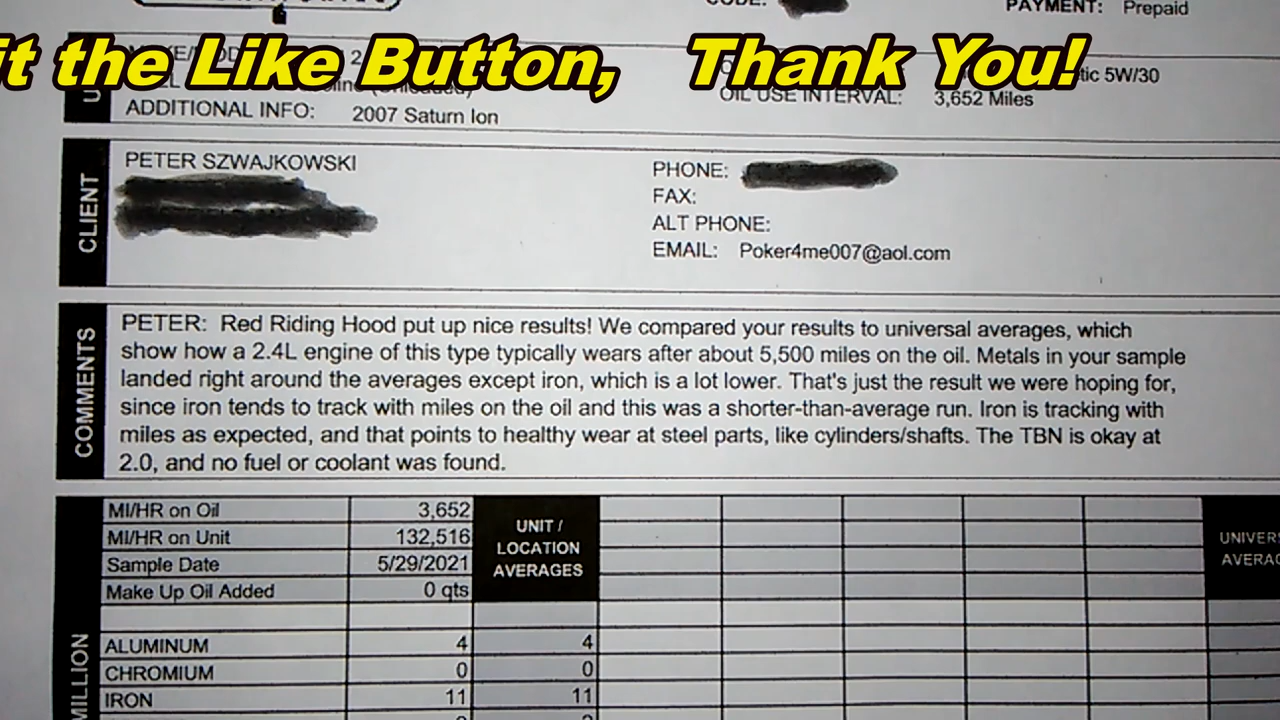 CODE:
PAYMENT: Prepaid
it the Like Button, Thank You!
5W/30
OIL USE INTERVAL: 3,652 Miles
ADDITIONAL INFO: 2007 Saturn Ion
CLIENT
PETER SZWAJKOWSKI
PHONE:
FAX:
ALT PHONE:
EMAIL: Poker4me007@aol.com
COMMENTS
PETER: Red Riding Hood put up nice results! We compared your results to universal averages, which
show how a 2.4L engine of this type typically wears after about 5,500 miles on the oil. Metals in your sample
landed right around the averages except iron, which is a lot lower. That's just the result we were hoping for,
since iron tends to track with miles on the oil and this was a shorter-than-average run. Iron is tracking with
miles as expected, and that points to healthy wear at steel parts, like cylinders/shafts. The TBN is okay at
2.0, and no fuel or coolant was found.
MI/HR on Oil 3,652
MI/HR on Unit 132,516
Sample Date 5/29/2021
Make Up Oil Added 0 qts
UNIT /
LOCATION
AVERAGES
UNIVERS
AVERAG
ALUMINUM 4 4
CHROMIUM 0 0
IRON 11 11
MILLION